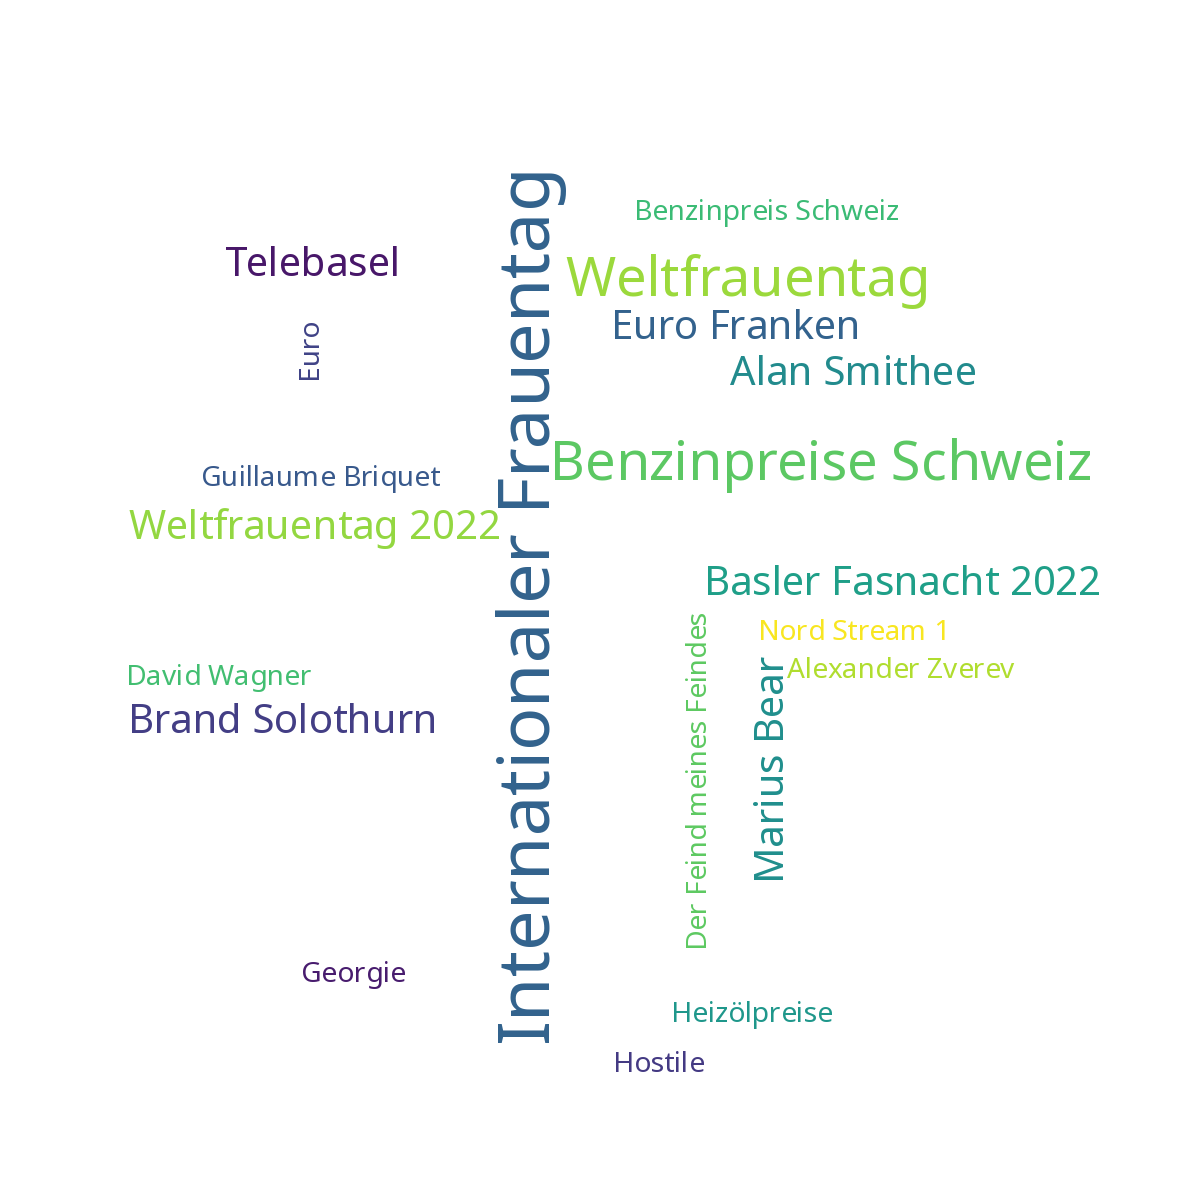 Internationaler Frauentag
Benzinpreis Schweiz
Telebasel
Weltfrauentag
Euro Franken
Euro
Alan Smithee
Benzinpreise Schweiz
Guillaume Briquet
Weltfrauentag 2022
Basler Fasnacht 2022
Nord Stream 1
Der Feind meines Feindes
Alexander Zverev
Marius Bear
David Wagner
Brand Solothurn
Georgie
Heizölpreise
Hostile